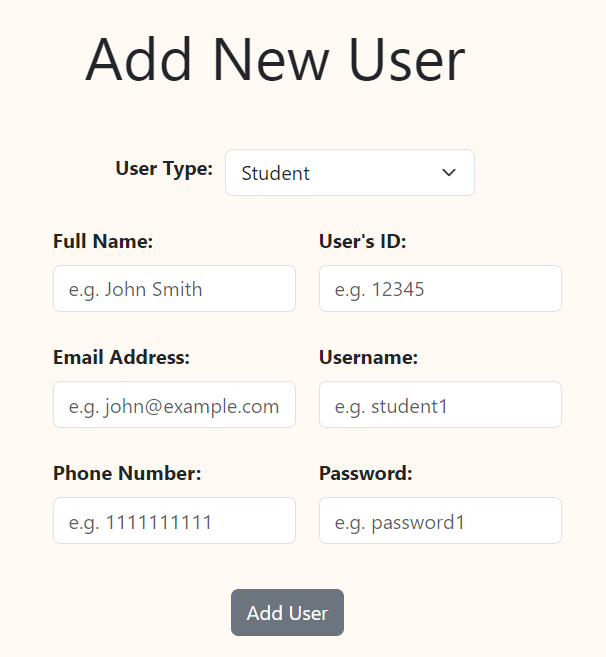 Add New User
User Type: Student
Full Name: User's ID:
e.g. John Smith e.g. 12345
Email Address: Username:
e.g. john@example.com e.g. student1
Phone Number: Password:
e.g. 1111111111 e.g. password1
Add User